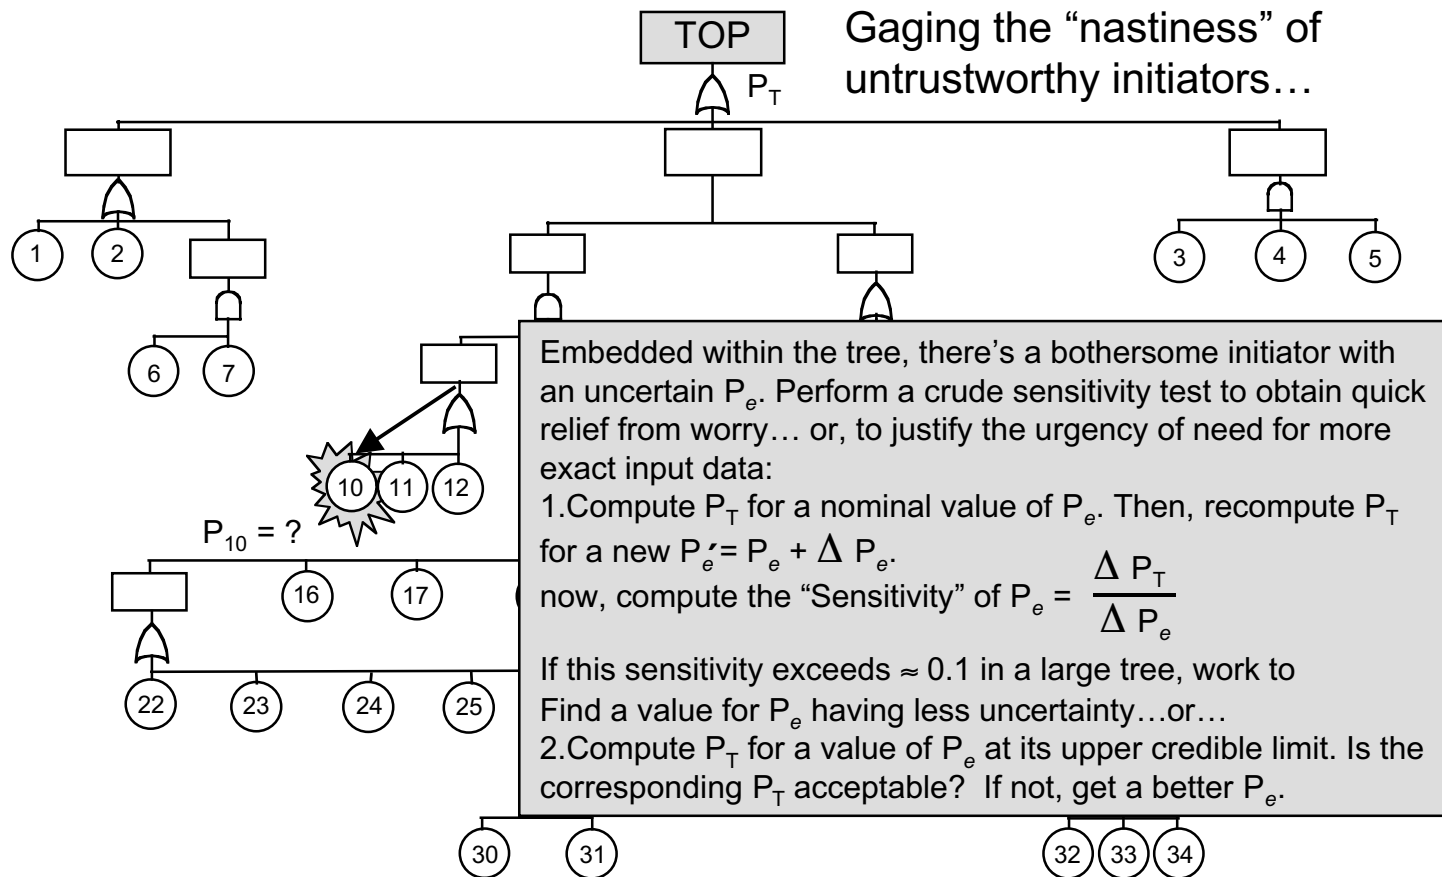 TOP
Gaging the “nastiness” of
untrustworthy initiators…
P_T
1
2
3
4
5
6
7
Embedded within the tree, there’s a bothersome initiator with
an uncertain P_e. Perform a crude sensitivity test to obtain quick
relief from worry… or, to justify the urgency of need for more
exact input data:
1.Compute P_T for a nominal value of P_e. Then, recompute P_T
for a new P_e′= P_e + Δ P_e.
now, compute the “Sensitivity” of P_e = Δ P_T / Δ P_e
If this sensitivity exceeds ≈ 0.1 in a large tree, work to
Find a value for P_e having less uncertainty…or…
2.Compute P_T for a value of P_e at its upper credible limit. Is the
corresponding P_T acceptable? If not, get a better P_e.
10
11
12
P_10 = ?
16
17
22
23
24
25
30
31
32
33
34